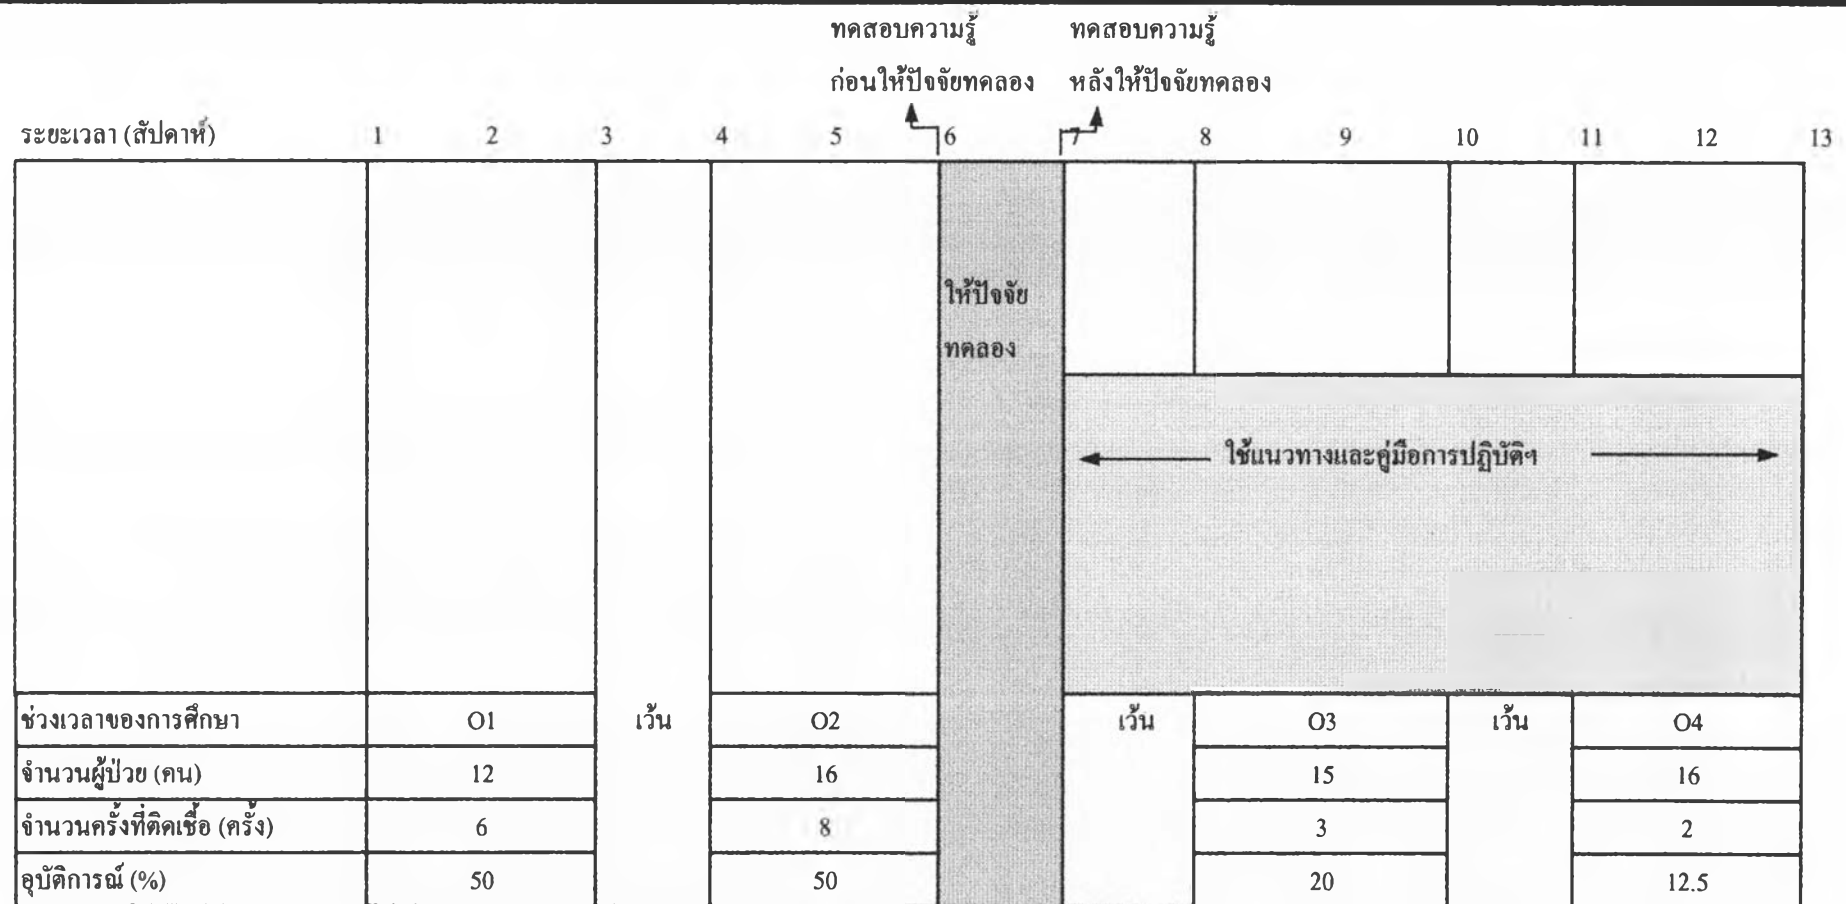 ทดสอบความรู้ ทดสอบความรู้
ก่อนให้ปัจจัยทดลอง หลังให้ปัจจัยทดลอง
ระยะเวลา (สัปดาห์) 1 2 3 4 5 6 7 8 9 10 11 12 13
ให้ปัจจัย
ทดลอง
ใช้แนวทางและคู่มือการปฏิบัติฯ
ช่วงเวลาของการศึกษา O1 เว้น O2 เว้น O3 เว้น O4
จำนวนผู้ป่วย (คน) 12 16 15 16
จำนวนครั้งที่ติดเชื้อ (ครั้ง) 6 8 3 2
อุบัติการณ์ (%) 50 50 20 12.5